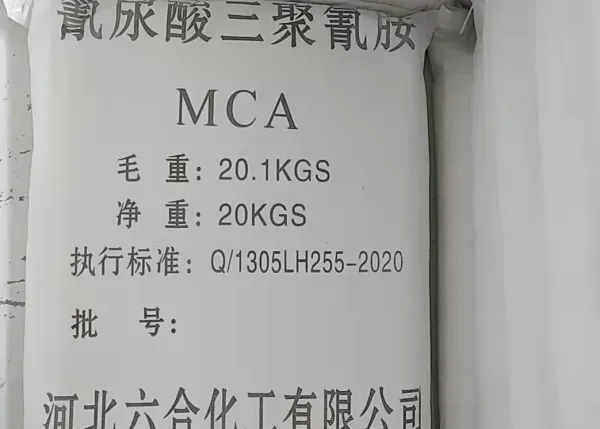 氰尿酸三聚氰胺
MCA
毛 重：20.1KGS
净 重：20KGS
执行标准：Q/1305LH255-2020
批 号：
河北六合化工有限公司